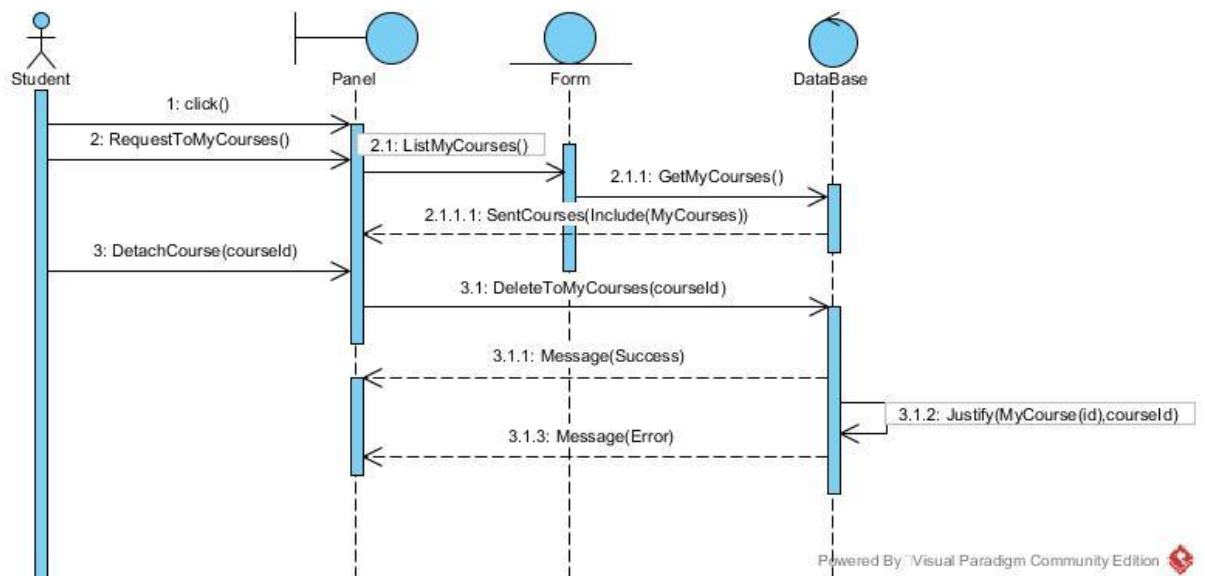 Student
Panel
Form
DataBase
1: click()
2: RequestToMyCourses()
2.1: ListMyCourses()
2.1.1: GetMyCourses()
2.1.1.1: SentCourses(Include(MyCourses))
3: DetachCourse(courseId)
3.1: DeleteToMyCourses(courseId)
3.1.1: Message(Success)
3.1.2: Justify(MyCourse(id),courseId)
3.1.3: Message(Error)
Powered By Visual Paradigm Community Edition